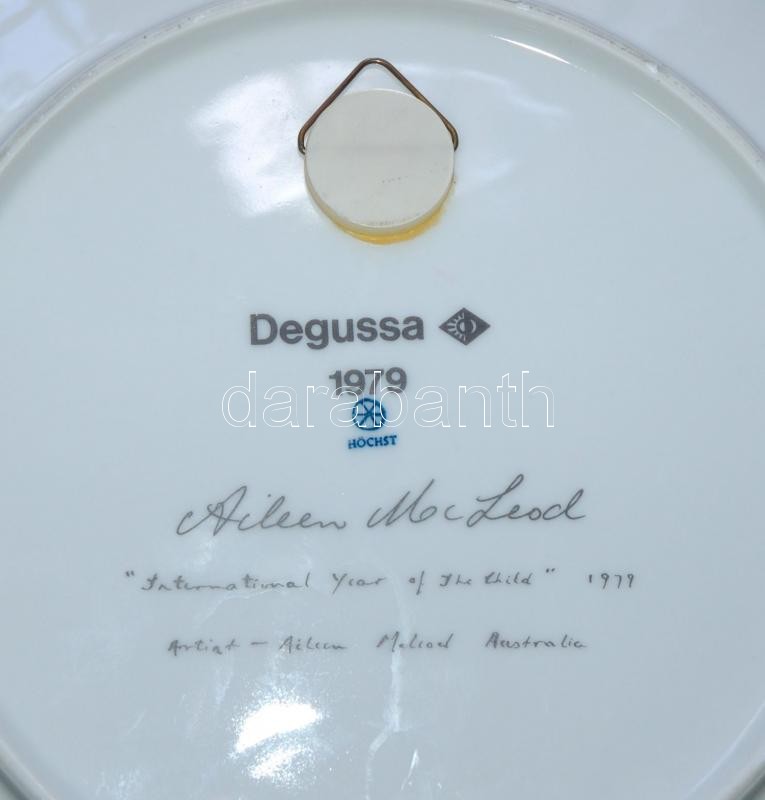 Degussa
1979
darabanth
HÖCHST
Aileen McLeod
"International Year of The Child" 1979
Artist - Aileen McLeod Australia